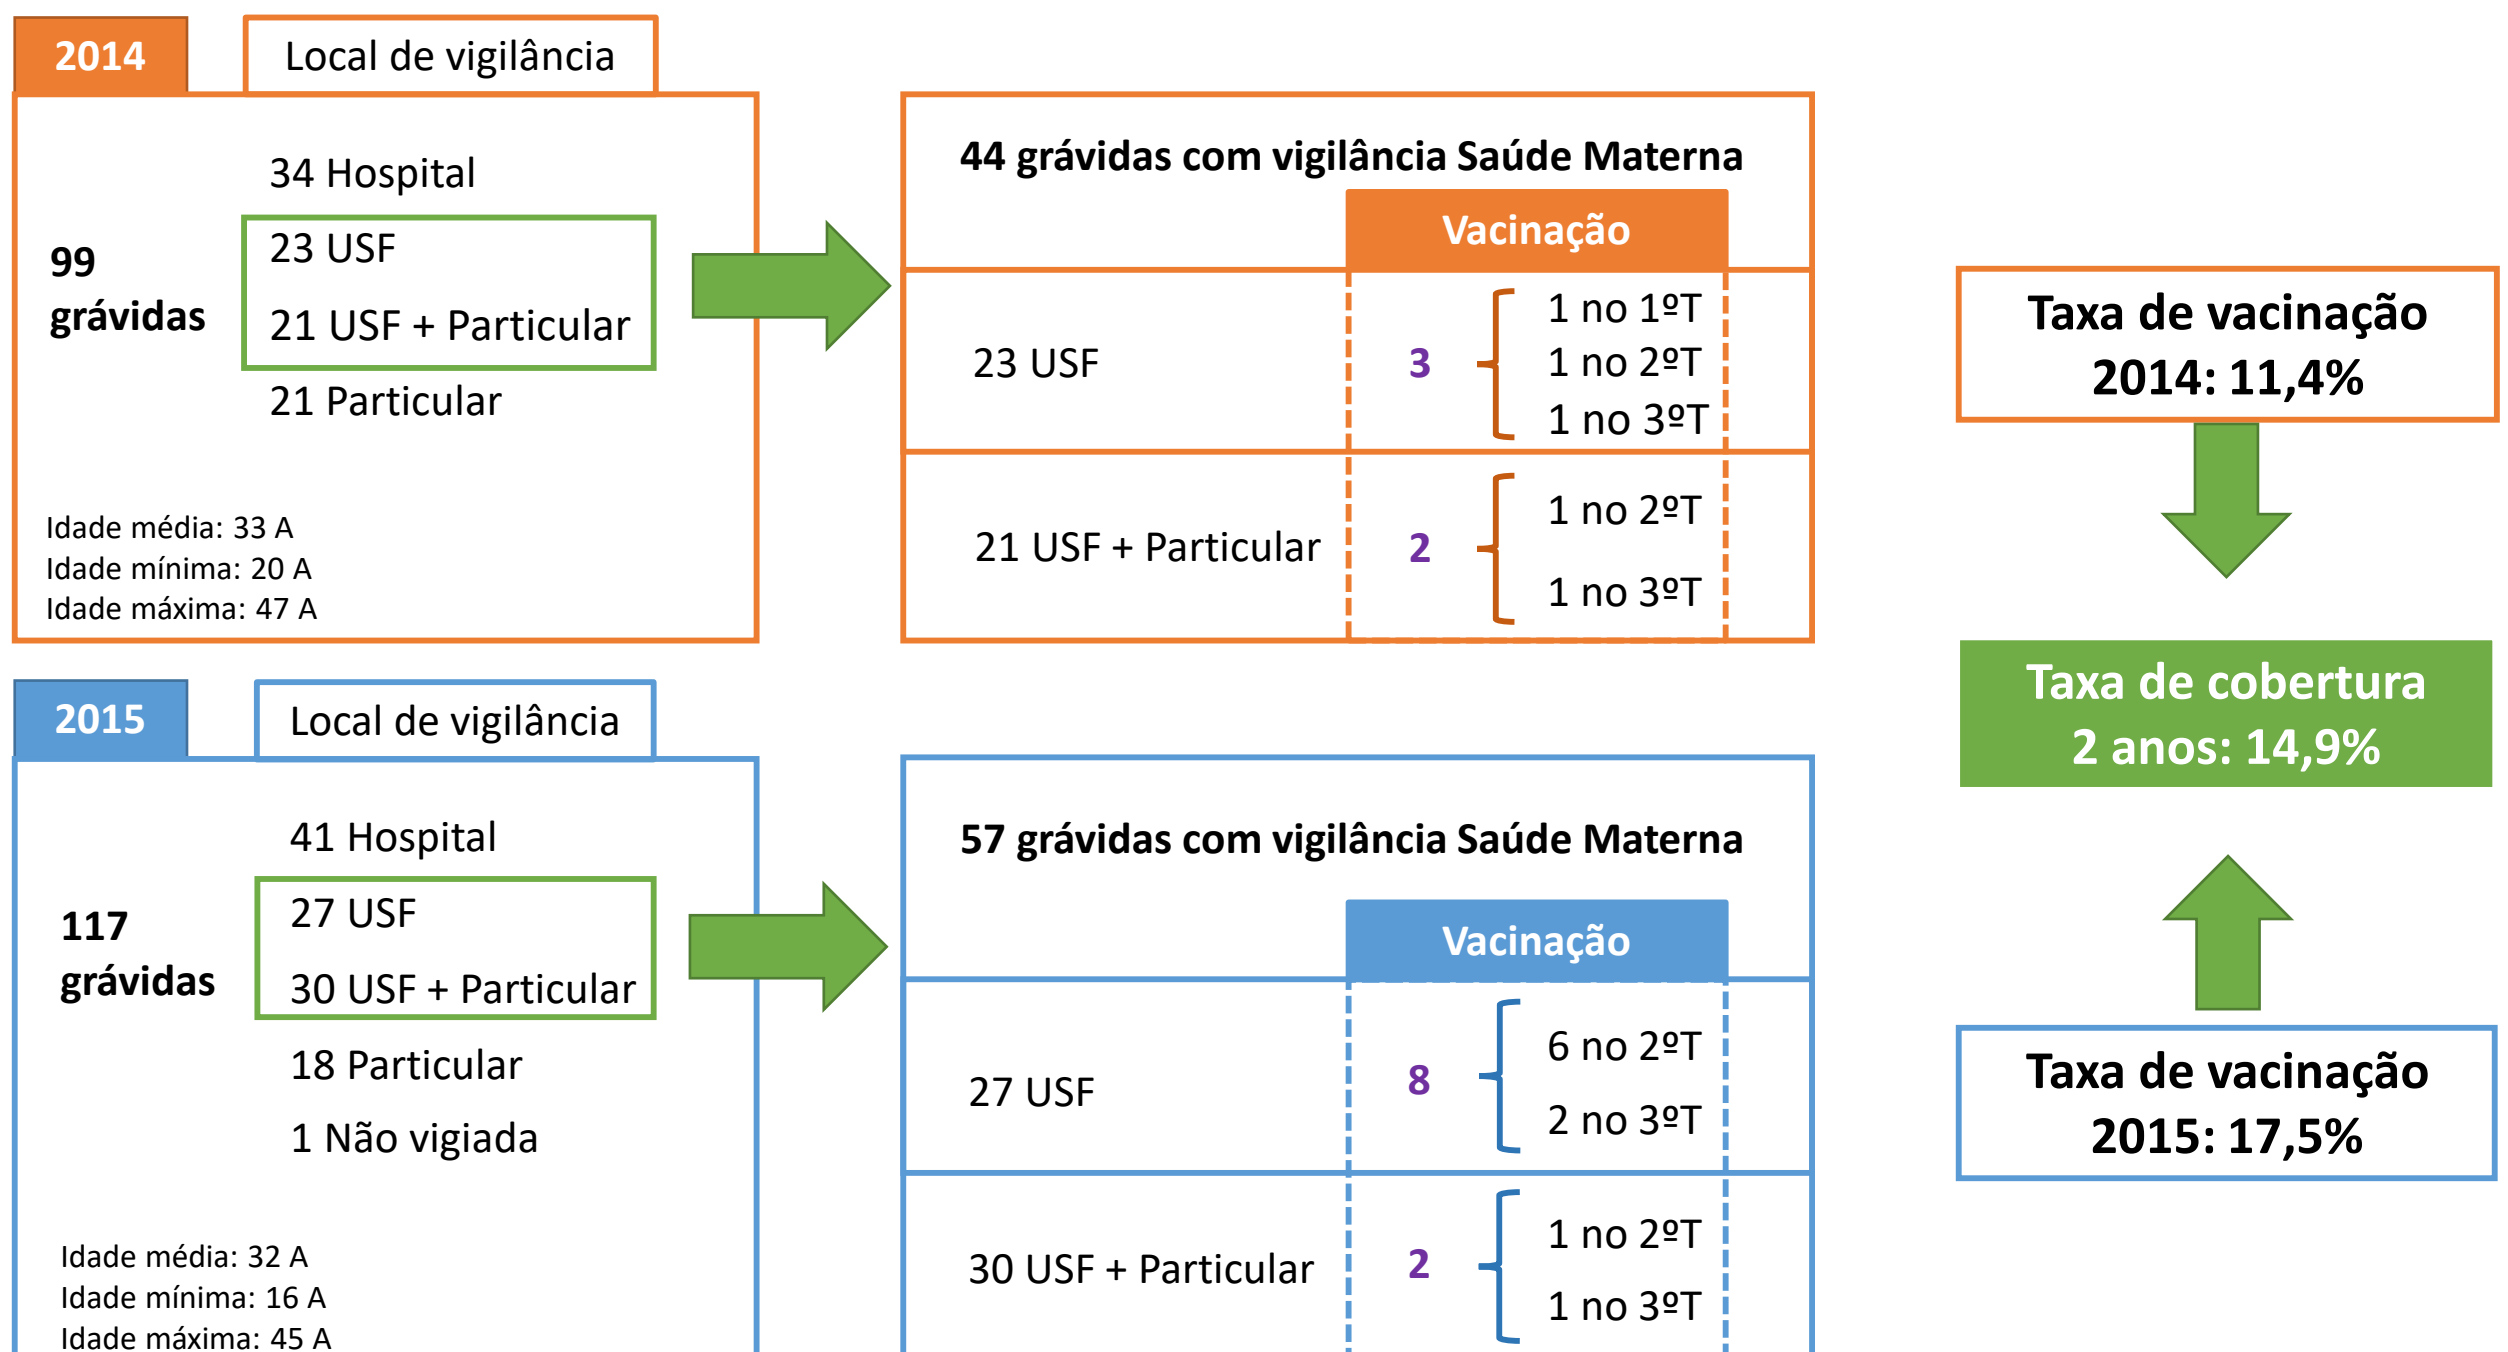 2014
Local de vigilância
99
grávidas
34 Hospital
23 USF
21 USF + Particular
21 Particular
Idade média: 33 A
Idade mínima: 20 A
Idade máxima: 47 A
44 grávidas com vigilância Saúde Materna
Vacinação
23 USF
3
1 no 1ºT
1 no 2ºT
1 no 3ºT
21 USF + Particular
2
1 no 2ºT
1 no 3ºT
Taxa de vacinação
2014: 11,4%
Taxa de cobertura
2 anos: 14,9%
2015
Local de vigilância
117
grávidas
41 Hospital
27 USF
30 USF + Particular
18 Particular
1 Não vigiada
Idade média: 32 A
Idade mínima: 16 A
Idade máxima: 45 A
57 grávidas com vigilância Saúde Materna
Vacinação
27 USF
8
6 no 2ºT
2 no 3ºT
30 USF + Particular
2
1 no 2ºT
1 no 3ºT
Taxa de vacinação
2015: 17,5%